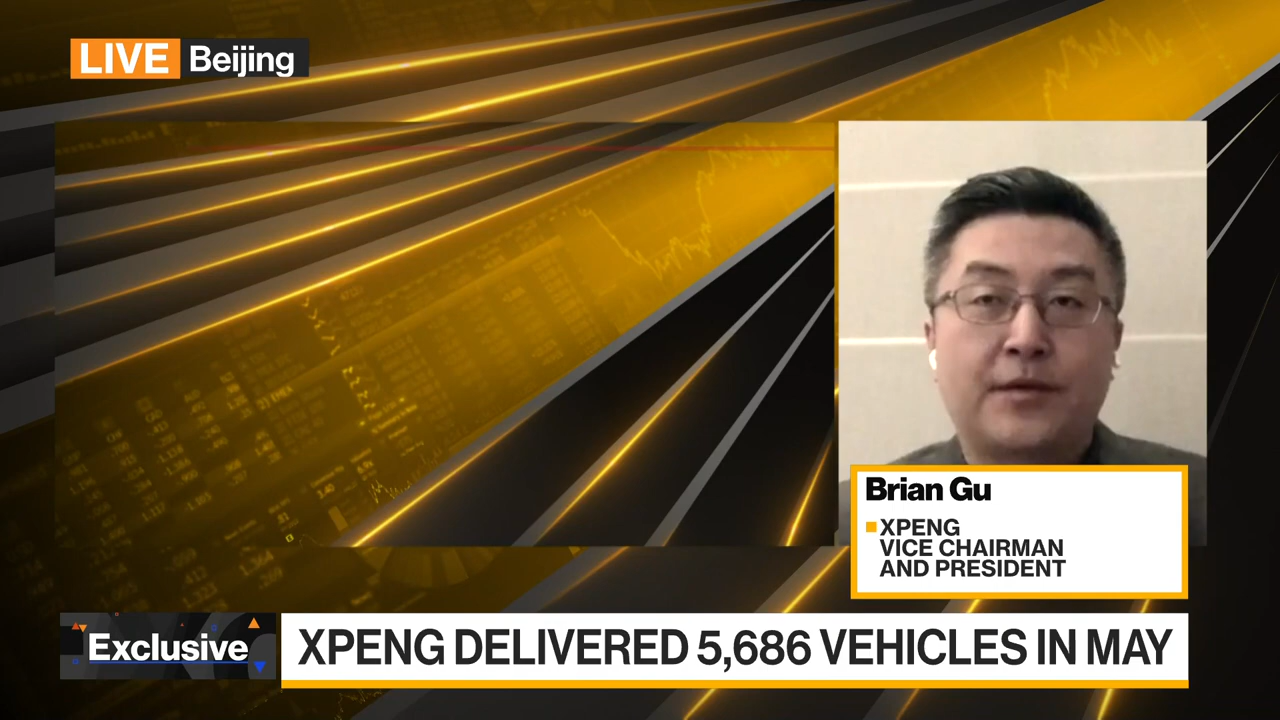 LIVE Beijing
Brian Gu
XPENG
VICE CHAIRMAN
AND PRESIDENT
Exclusive
XPENG DELIVERED 5,686 VEHICLES IN MAY